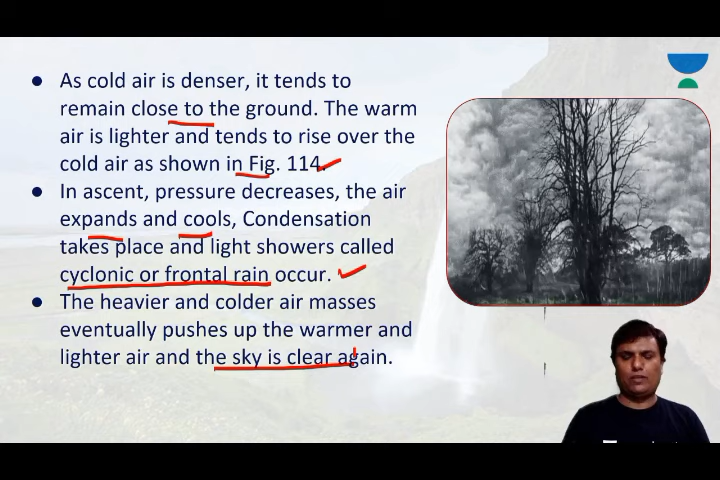 ● As cold air is denser, it tends to
remain close to the ground. The warm
air is lighter and tends to rise over the
cold air as shown in Fig. 114.
● In ascent, pressure decreases, the air
expands and cools, Condensation
takes place and light showers called
cyclonic or frontal rain occur.
● The heavier and colder air masses
eventually pushes up the warmer and
lighter air and the sky is clear again.